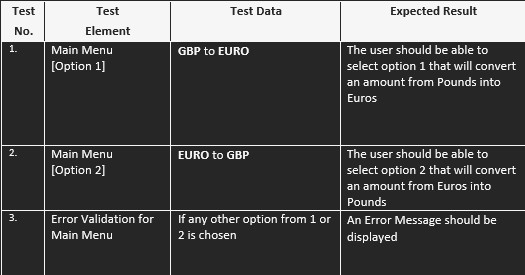 Test No. Test Element Test Data Expected Result
1. Main Menu [Option 1] GBP to EURO The user should be able to select option 1 that will convert an amount from Pounds into Euros
2. Main Menu [Option 2] EURO to GBP The user should be able to select option 2 that will convert an amount from Euros into Pounds
3. Error Validation for Main Menu If any other option from 1 or 2 is chosen An Error Message should be displayed